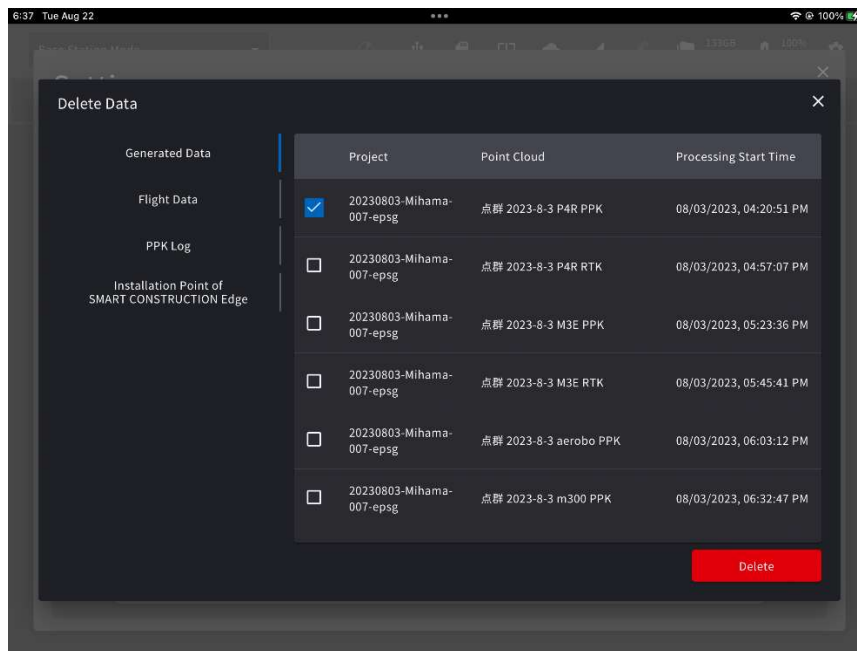 6:37 Tue Aug 22
100%
Base Station Mode
133GB 100%
Delete Data
Generated Data
Flight Data
PPK Log
Installation Point of
SMART CONSTRUCTION Edge
Project Point Cloud Processing Start Time
20230803-Mihama-
007-epsg
点群 2023-8-3 P4R PPK
08/03/2023, 04:20:51 PM
20230803-Mihama-
007-epsg
点群 2023-8-3 P4R RTK
08/03/2023, 04:57:07 PM
20230803-Mihama-
007-epsg
点群 2023-8-3 M3E PPK
08/03/2023, 05:23:36 PM
20230803-Mihama-
007-epsg
点群 2023-8-3 M3E RTK
08/03/2023, 05:45:41 PM
20230803-Mihama-
007-epsg
点群 2023-8-3 aerobo PPK
08/03/2023, 06:03:12 PM
20230803-Mihama-
007-epsg
点群 2023-8-3 m300 PPK
08/03/2023, 06:32:47 PM
Delete